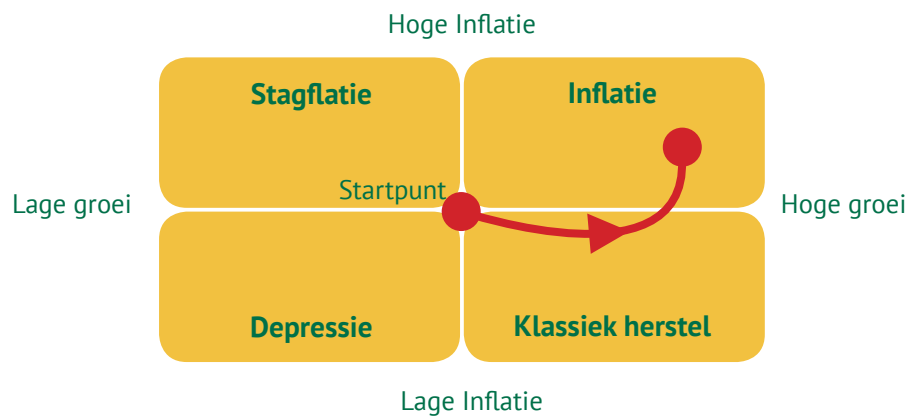 Hoge Inflatie
Stagflatie
Inflatie
Startpunt
Lage groei
Hoge groei
Depressie
Klassiek herstel
Lage Inflatie